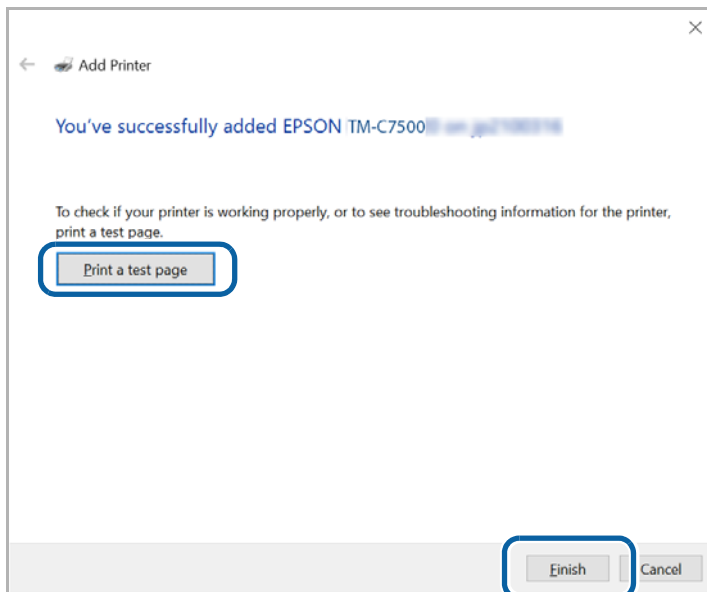 Add Printer
You've successfully added EPSON TM-C7500
To check if your printer is working properly, or to see troubleshooting information for the printer,
print a test page.
Print a test page
Finish Cancel